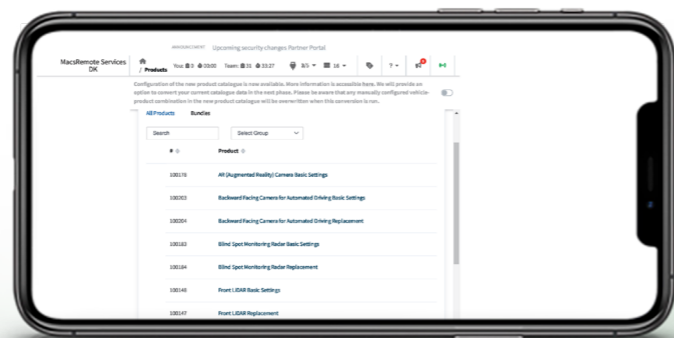 ANNOUNCEMENT Upcoming security changes Partner Portal
MacsRemote Services DK
/ Products You: 0 33:00 Team: 31 33:27 3/5 16 ?
Configuration of the new product catalogue is now available. More information is accessible here. We will provide an
option to convert your current catalogue data in the next phase. Please be aware that any manually configured vehicle-
product combination in the new product catalogue will be overwritten when this conversion is run.
All Products Bundles
Search Select Group
# Product
100178 AR (Augmented Reality) Camera Basic Settings
100203 Backward Facing Camera for Automated Driving Basic Settings
100204 Backward Facing Camera for Automated Driving Replacement
100183 Blind Spot Monitoring Radar Basic Settings
100184 Blind Spot Monitoring Radar Replacement
100146 Front LIDAR Basic Settings
100147 Front LIDAR Replacement